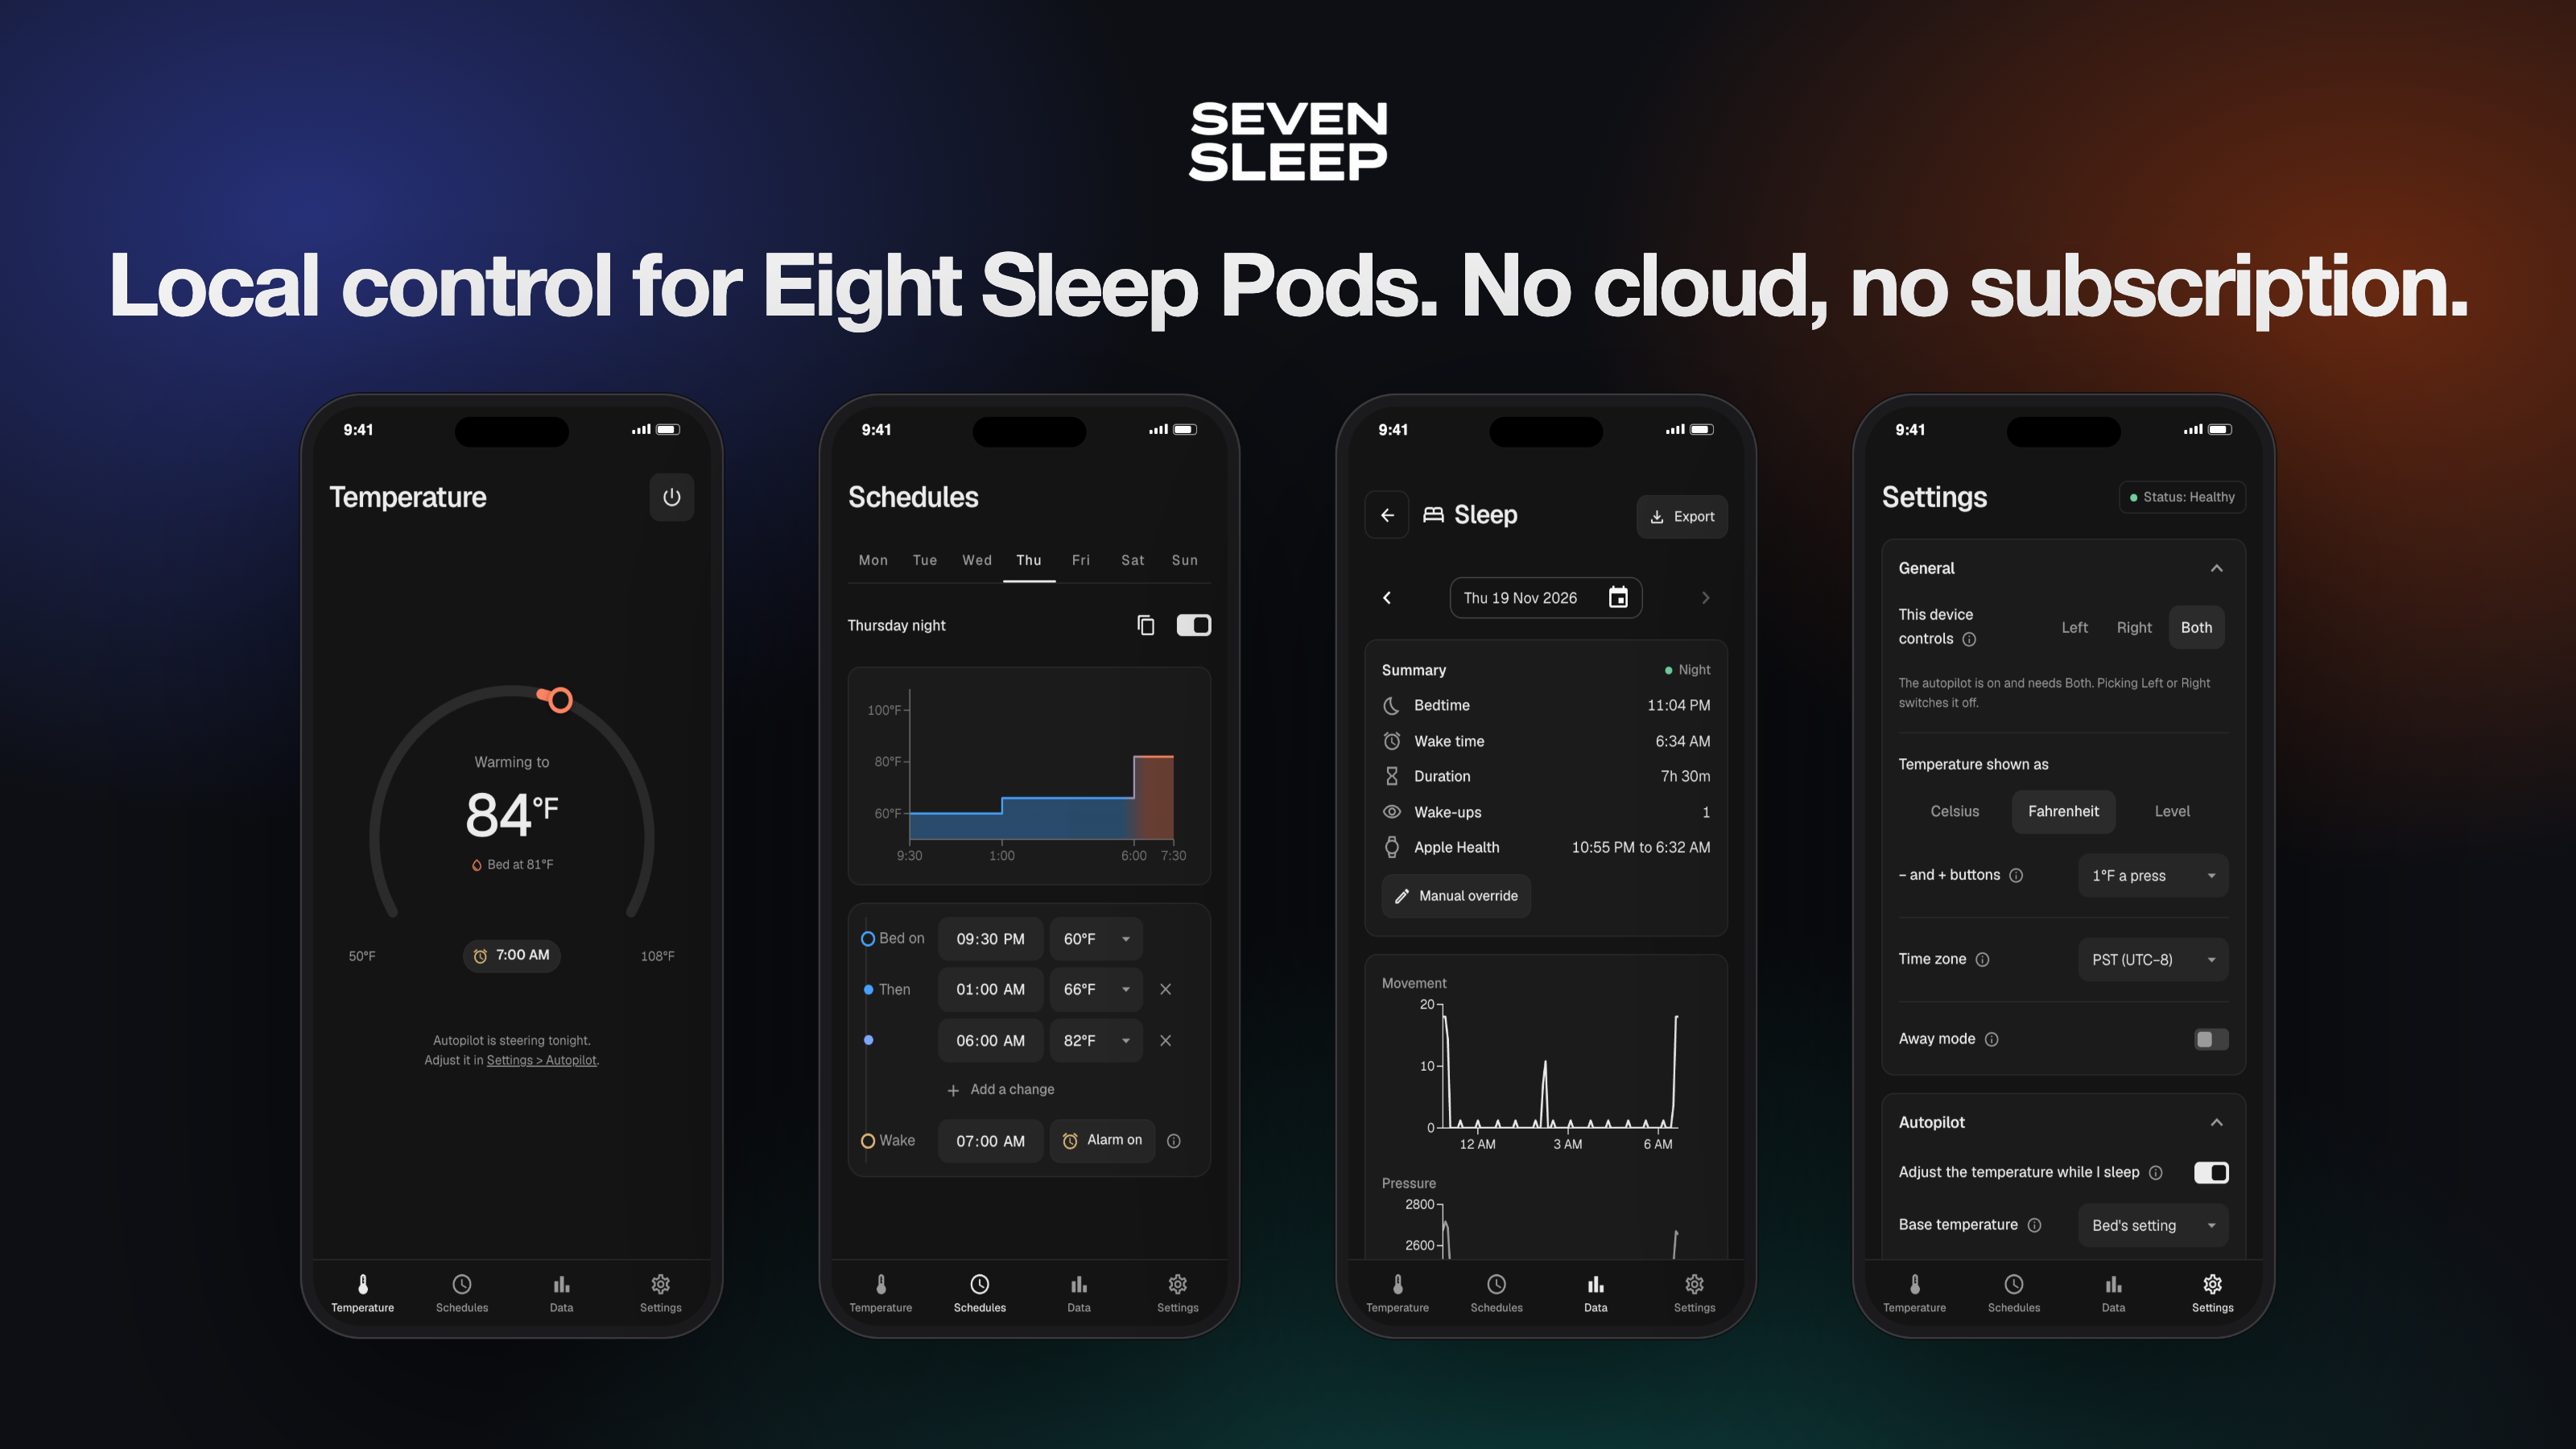 SEVEN
SLEEP
Local control for Eight Sleep Pods. No cloud, no subscription.
9:41
Temperature
Warming to
84°F
Bed at 81°F
50°F
7:00 AM
108°F
Autopilot is steering tonight.
Adjust it in Settings > Autopilot.
Temperature Schedules Data Settings
9:41
Schedules
Mon Tue Wed Thu Fri Sat Sun
Thursday night
100°F
80°F
60°F
9:30 1:00 6:00 7:30
Bed on 09:30 PM 60°F
Then 01:00 AM 66°F
06:00 AM 82°F
+ Add a change
Wake 07:00 AM Alarm on
Temperature Schedules Data Settings
9:41
Sleep
Export
Thu 19 Nov 2026
Summary Night
Bedtime 11:04 PM
Wake time 6:34 AM
Duration 7h 30m
Wake-ups 1
Apple Health 10:55 PM to 6:32 AM
Manual override
Movement
20
10
0
12 AM 3 AM 6 AM
Pressure
2800
2600
Temperature Schedules Data Settings
9:41
Settings
Status: Healthy
General
This device
controls
Left Right Both
The autopilot is on and needs Both. Picking Left or Right
switches it off.
Temperature shown as
Celsius Fahrenheit Level
− and + buttons 1°F a press
Time zone PST (UTC−8)
Away mode
Autopilot
Adjust the temperature while I sleep
Base temperature Bed's setting
Temperature Schedules Data Settings